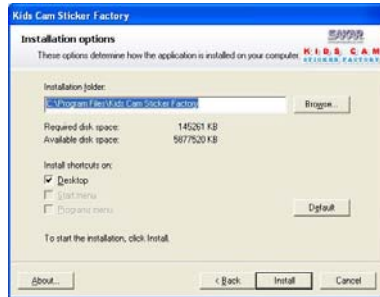 Kids Cam Sticker Factory
Installation options
These options determine how the application is installed on your computer
SAKAR
K·I·D·S· C·A·M
STICKER FACTORY
Installation folder:
C:\Program Files\Kids Cam Sticker Factory
Browse...
Required disk space: 145261 KB
Available disk space: 5877520 KB
Install shortcuts on:
Desktop
Start menu
Programs menu
Default
To start the installation, click Install.
About...
< Back
Install
Cancel